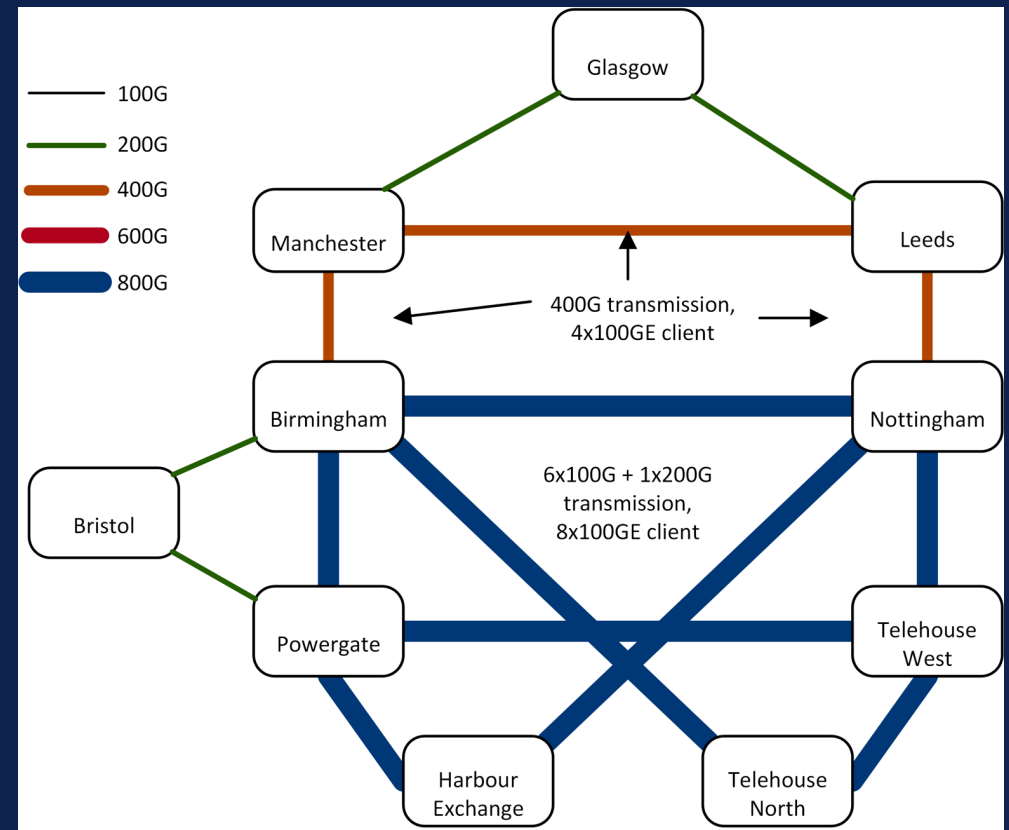 Glasgow
100G
200G
400G
600G
800G
Manchester
Leeds
400G transmission,
4x100GE client
Birmingham
Nottingham
6x100G + 1x200G
transmission,
8x100GE client
Bristol
Powergate
Telehouse
West
Harbour
Exchange
Telehouse
North